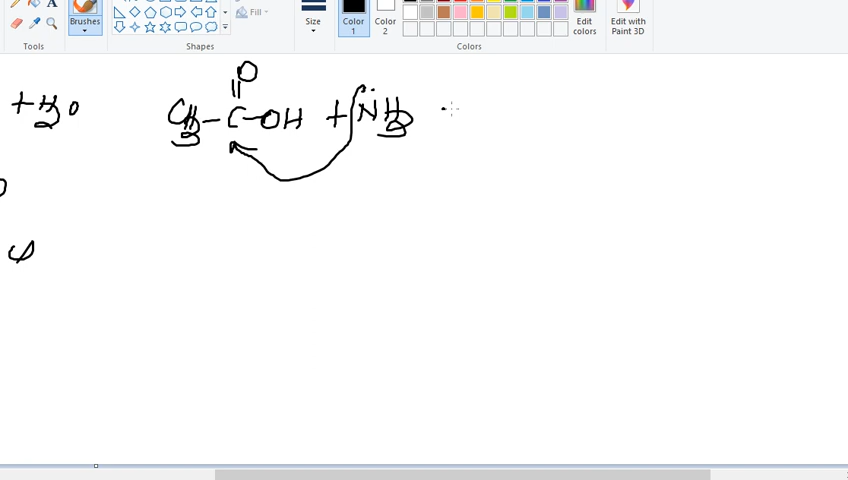 Brushes
Fill
Size
Color
1
Color
2
Edit
colors
Edit with
Paint 3D
Tools
Shapes
Colors
O
+ H2O
CH3 - C - OH + NH3